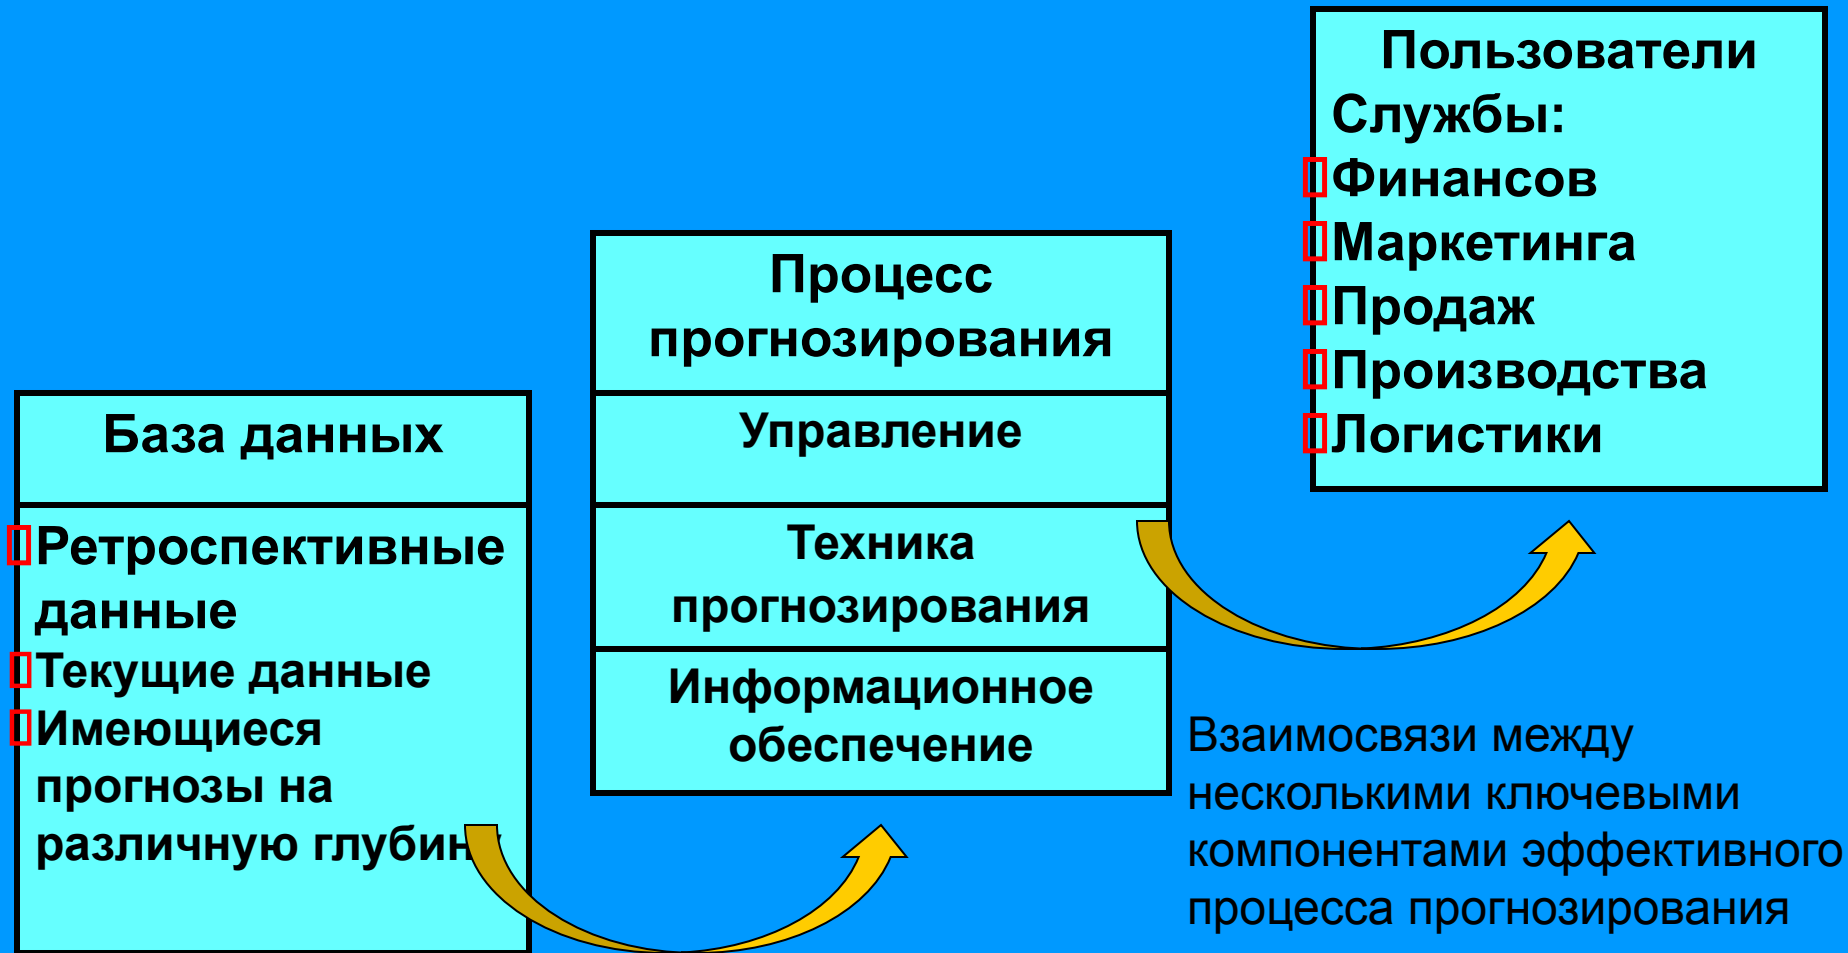 База данных
Ретроспективные
данные
Текущие данные
Имеющиеся
прогнозы на
различную
Процесс
прогнозирования
Управление
Техника
прогнозирования
Информационное
обеспечение
Пользователи
Службы:
Финансов
Маркетинга
Продаж
Производства
Логистики
Взаимосвязи между
несколькими ключевыми
компонентами эффективного
процесса прогнозирования